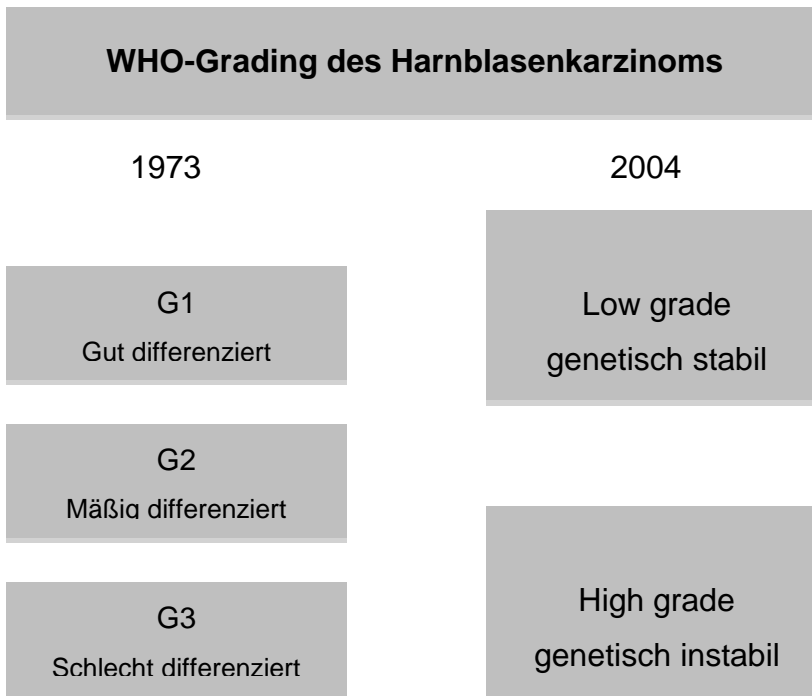 WHO-Grading des Harnblasenkarzinoms
1973
2004
G1
Gut differenziert
G2
Mäßig differenziert
G3
Schlecht differenziert
Low grade
genetisch stabil
High grade
genetisch instabil